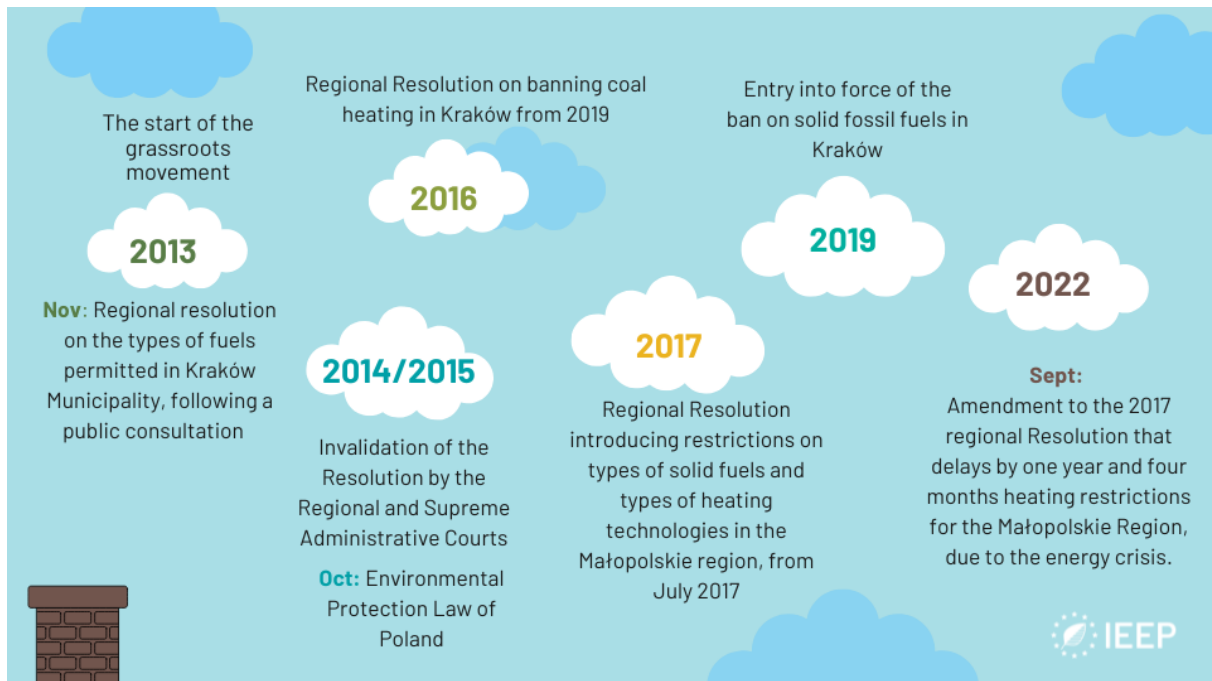 The start of the
grassroots
movement
2013
Nov: Regional resolution
on the types of fuels
permitted in Kraków
Municipality, following a
public consultation
Regional Resolution on banning coal
heating in Kraków from 2019
2016
2014/2015
Invalidation of the
Resolution by the
Regional and Supreme
Administrative Courts
Oct: Environmental
Protection Law of
Poland
2017
Regional Resolution
introducing restrictions on
types of solid fuels and
types of heating
technologies in the
Małopolskie region, from
July 2017
Entry into force of the
ban on solid fossil fuels in
Kraków
2019
2022
Sept:
Amendment to the 2017
regional Resolution that
delays by one year and four
months heating restrictions
for the Małopolskie Region,
due to the energy crisis.
IEEP